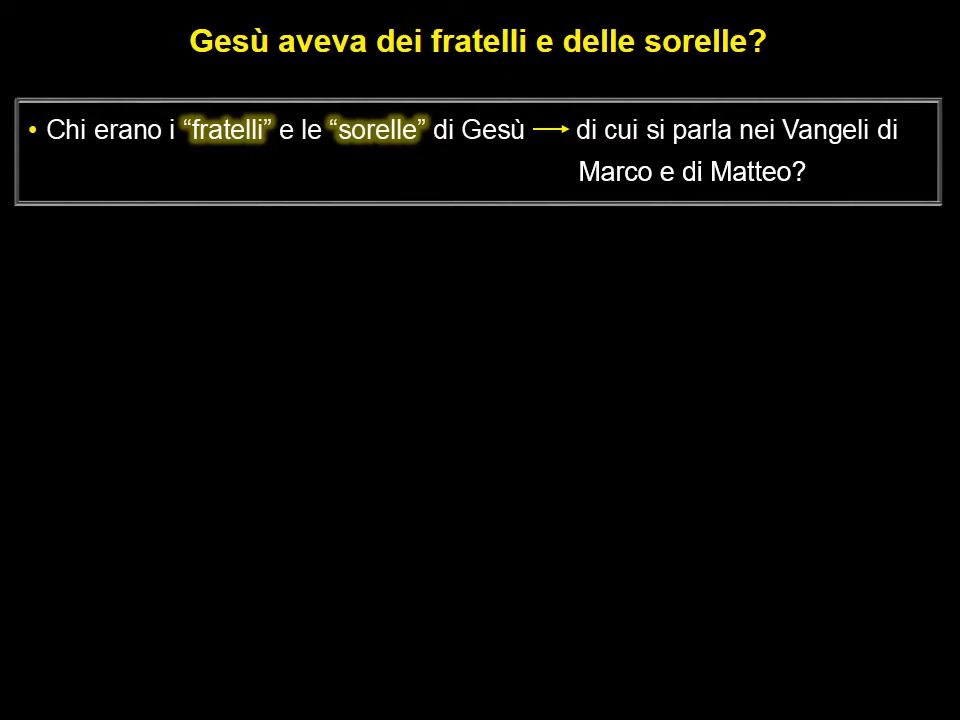 Gesù aveva dei fratelli e delle sorelle?
• Chi erano i “fratelli” e le “sorelle” di Gesù → di cui si parla nei Vangeli di
Marco e di Matteo?